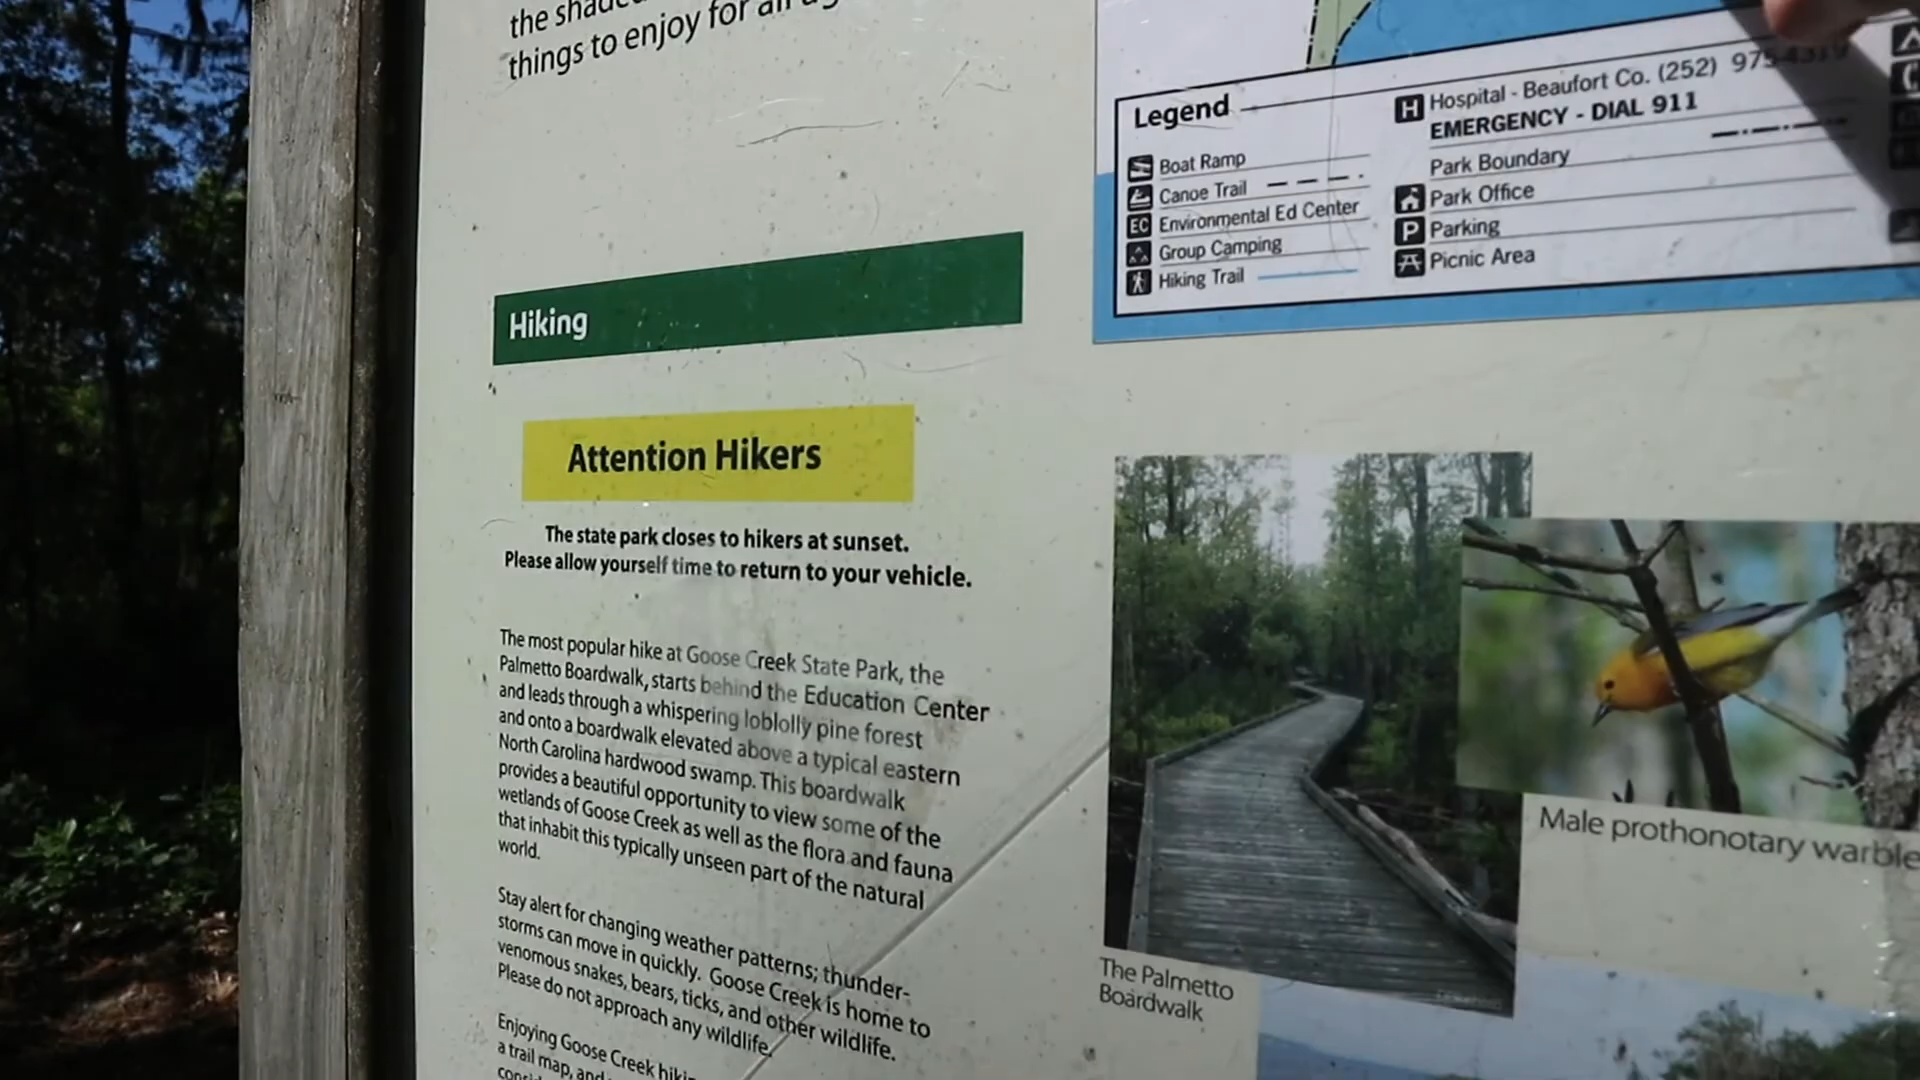 the shaded
things to enjoy for all
Hiking
Attention Hikers
The state park closes to hikers at sunset.
Please allow yourself time to return to your vehicle.
The most popular hike at Goose Creek State Park, the
Palmetto Boardwalk, starts behind the Education Center
and leads through a whispering loblolly pine forest
and onto a boardwalk elevated above a typical eastern
North Carolina hardwood swamp. This boardwalk
provides a beautiful opportunity to view some of the
wetlands of Goose Creek as well as the flora and fauna
that inhabit this typically unseen part of the natural
world.
Stay alert for changing weather patterns; thunder-
storms can move in quickly. Goose Creek is home to
venomous snakes, bears, ticks, and other wildlife.
Please do not approach any wildlife.
Enjoying Goose Creek
a trail map, and
Legend
Boat Ramp
Canoe Trail
EC Environmental Ed Center
Group Camping
Hiking Trail
H Hospital - Beaufort Co. (252) 975-4319
EMERGENCY - DIAL 911
Park Boundary
Park Office
P Parking
Picnic Area
The Palmetto
Boardwalk
Male prothonotary warble